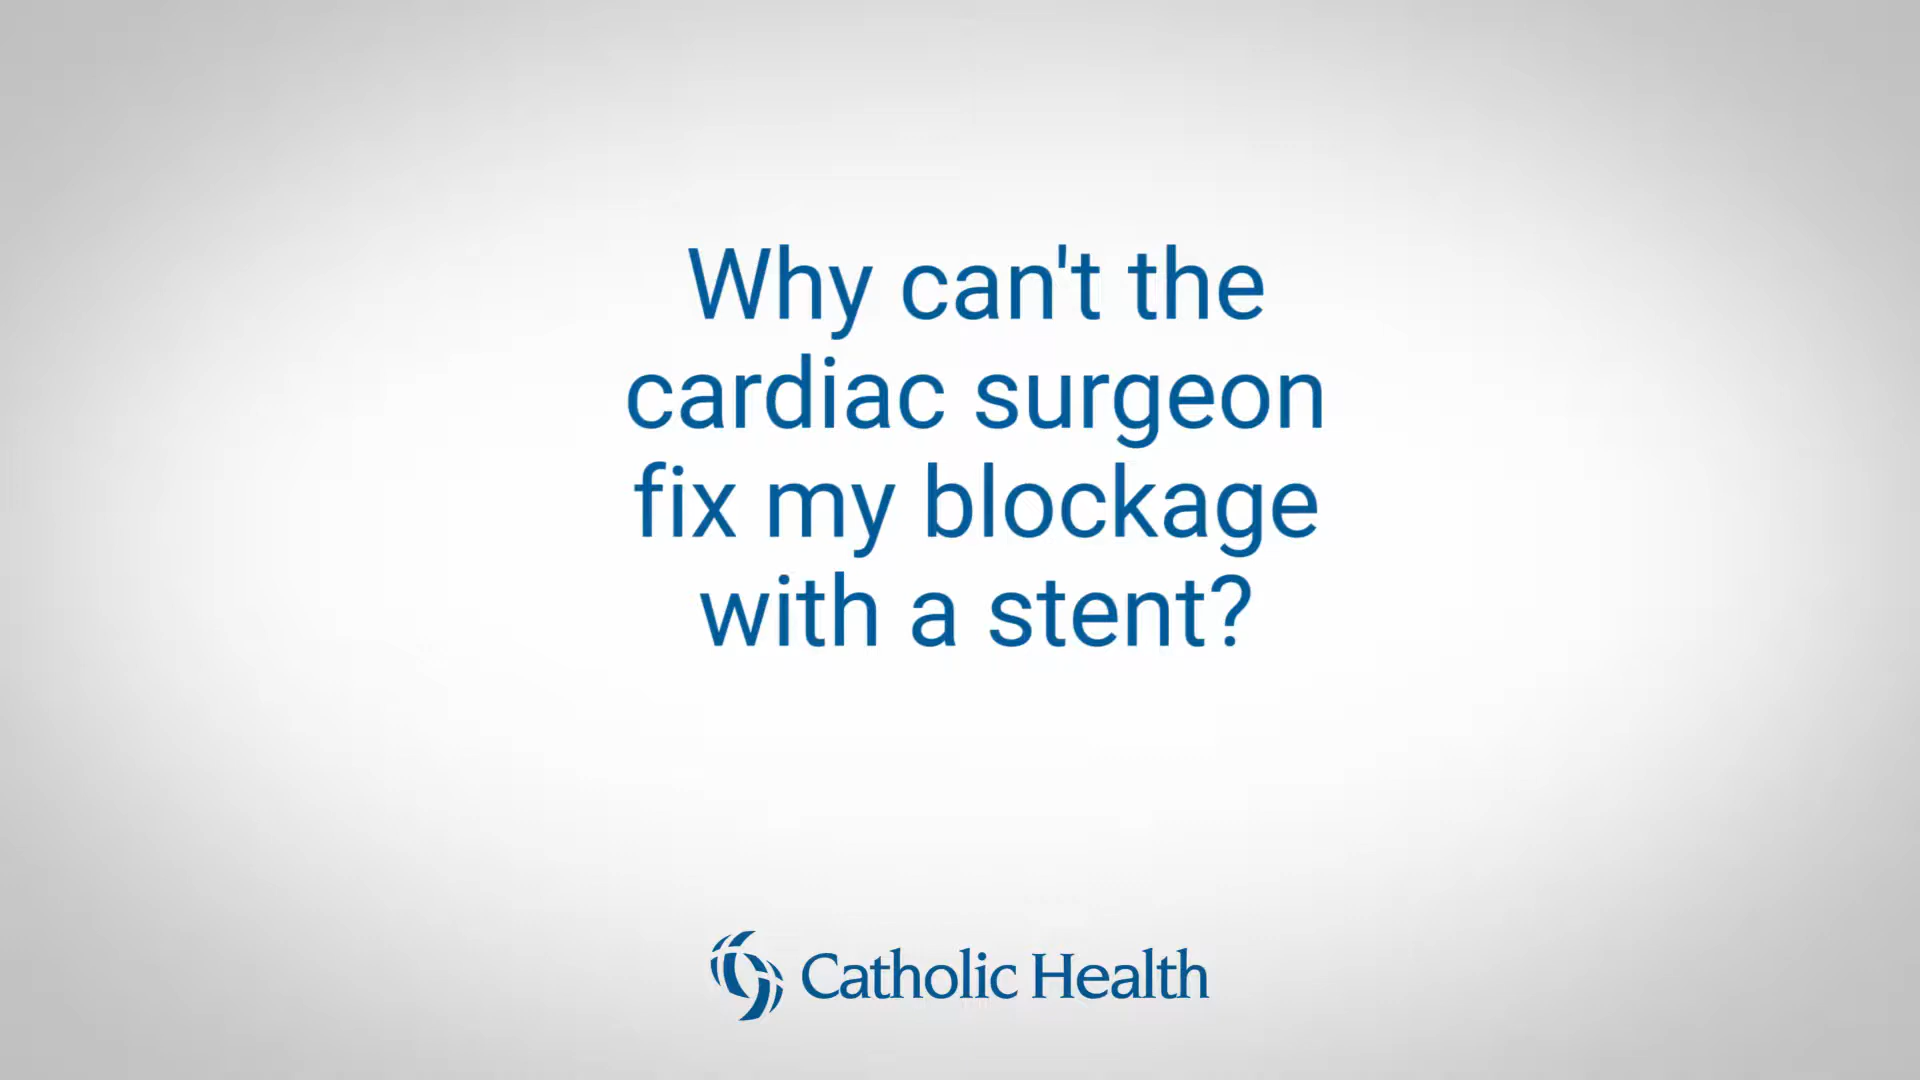 Why can't the
cardiac surgeon
fix my blockage
with a stent?
Catholic Health